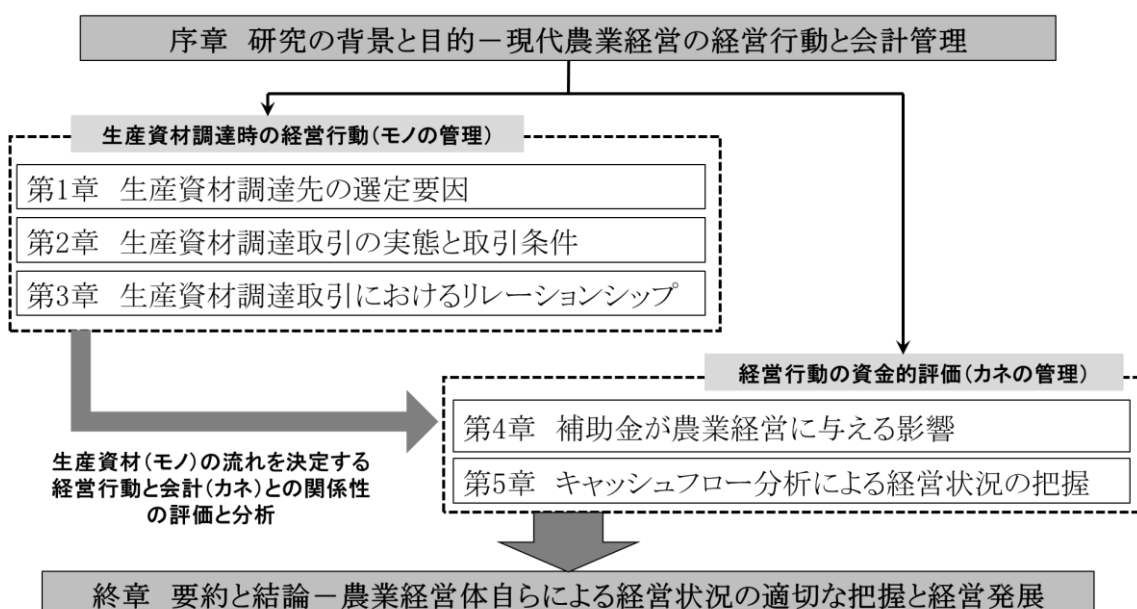 序章 研究の背景と目的－現代農業経営の経営行動と会計管理
生産資材調達時の経営行動(モノの管理)
第1章 生産資材調達先の選定要因
第2章 生産資材調達取引の実態と取引条件
第3章 生産資材調達取引におけるリレーションシップ
経営行動の資金的評価(カネの管理)
第4章 補助金が農業経営に与える影響
第5章 キャッシュフロー分析による経営状況の把握
生産資材(モノ)の流れを決定する
経営行動と会計(カネ)との関係性
の評価と分析
終章 要約と結論－農業経営体自らによる経営状況の適切な把握と経営発展